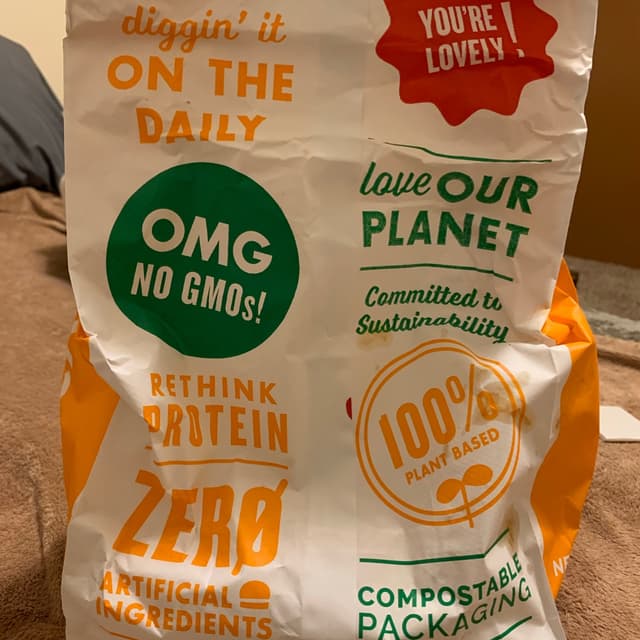 diggin' it
ON THE
DAILY
YOU'RE
LOVELY!
OMG
NO GMOs!
love OUR
PLANET
Committed to
Sustainability
RETHINK
PROTEIN
100%
PLANT BASED
ZERØ
ARTIFICIAL
INGREDIENTS
COMPOSTABLE
PACKAGING